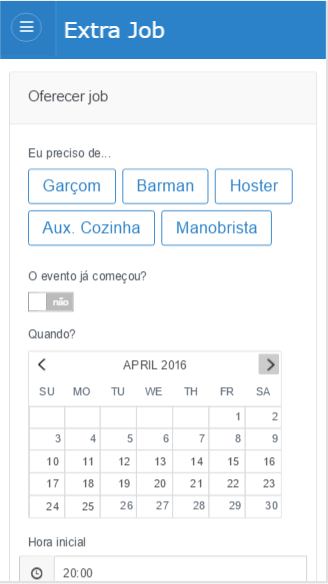 Extra Job
Oferecer job
Eu preciso de...
Garçom Barman Hoster
Aux. Cozinha Manobrista
O evento já começou?
não
Quando?
APRIL 2016
SU MO TU WE TH FR SA
1 2
3 4 5 6 7 8 9
10 11 12 13 14 15 16
17 18 19 20 21 22 23
24 25 26 27 28 29 30
Hora inicial
20:00